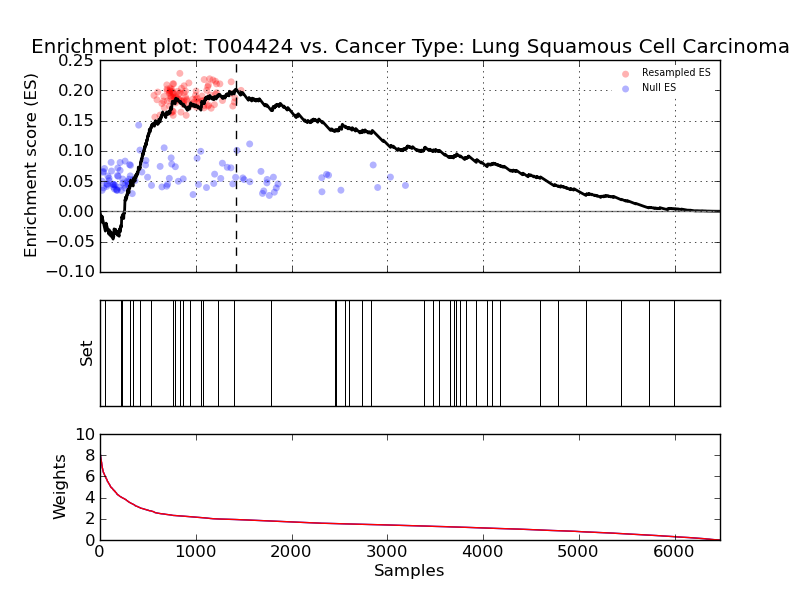 Enrichment plot: T004424 vs. Cancer Type: Lung Squamous Cell Carcinoma
Enrichment score (ES)
0.25
0.20
0.15
0.10
0.05
0.00
−0.05
−0.10
Resampled ES
Null ES
Set
Weights
10
8
6
4
2
0
0 1000 2000 3000 4000 5000 6000
Samples